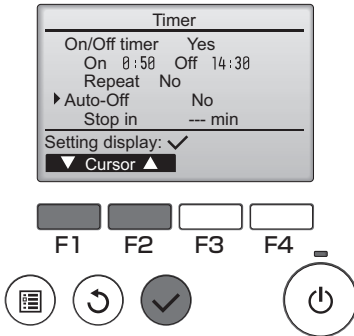 Timer
On/Off timer Yes
On 0:50 Off 14:30
Repeat No
Auto-Off No
Stop in --- min
Setting display:
Cursor
F1 F2 F3 F4